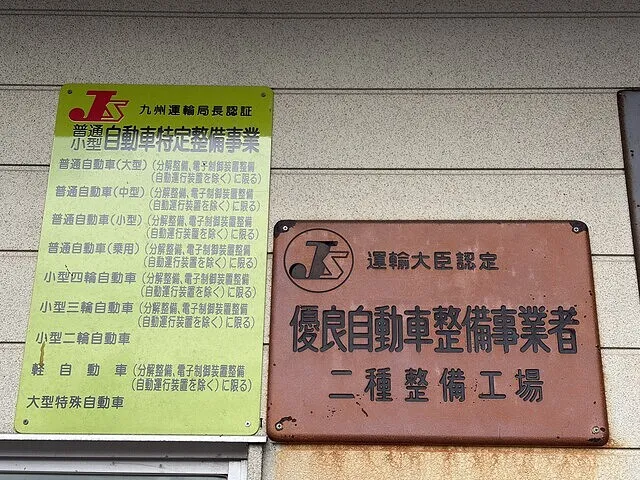 JS 九州運輸局長認証
普通
小型 自動車特定整備事業
普通自動車(大型) (分解整備、電子制御装置整備
(自動運行装置を除く)に限る)
普通自動車(中型) (分解整備、電子制御装置整備
(自動運行装置を除く)に限る)
普通自動車(小型) (分解整備、電子制御装置整備
(自動運行装置を除く)に限る)
普通自動車(乗用) (分解整備、電子制御装置整備
(自動運行装置を除く)に限る)
小型四輪自動車 (分解整備、電子制御装置整備
(自動運行装置を除く)に限る)
小型三輪自動車 (分解整備、電子制御装置整備
(自動運行装置を除く)に限る)
小型二輪自動車
軽自動車 (分解整備、電子制御装置整備
(自動運行装置を除く)に限る)
大型特殊自動車
JS 運輸大臣認定
優良自動車整備事業者
二種整備工場